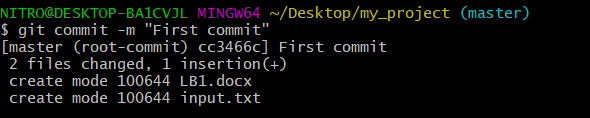 NITRO@DESKTOP-BA1CVJL MINGW64 ~/Desktop/my_project (master)
$ git commit -m "First commit"
[master (root-commit) cc3466c] First commit
 2 files changed, 1 insertion(+)
 create mode 100644 LB1.docx
 create mode 100644 input.txt